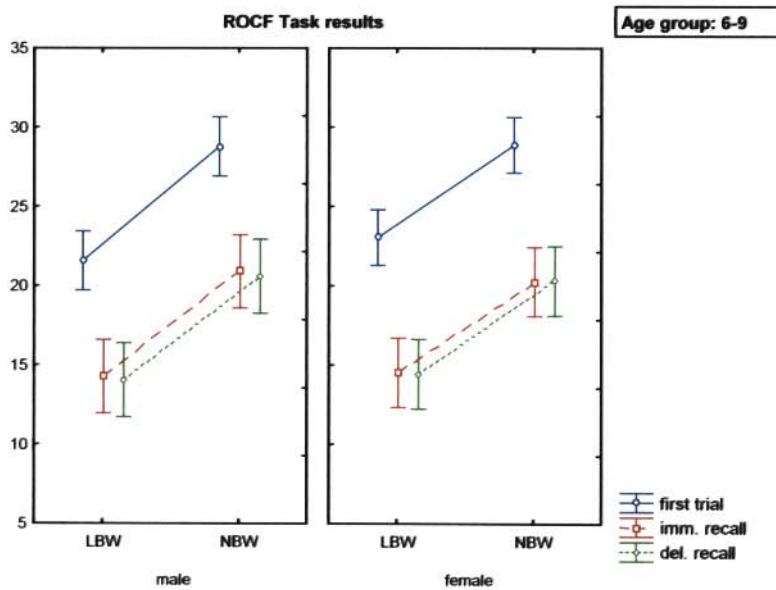 ROCF Task results
Age group: 6-9
35
30
25
20
15
10
5
LBW NBW LBW NBW
male female
first trial
imm. recall
del. recall